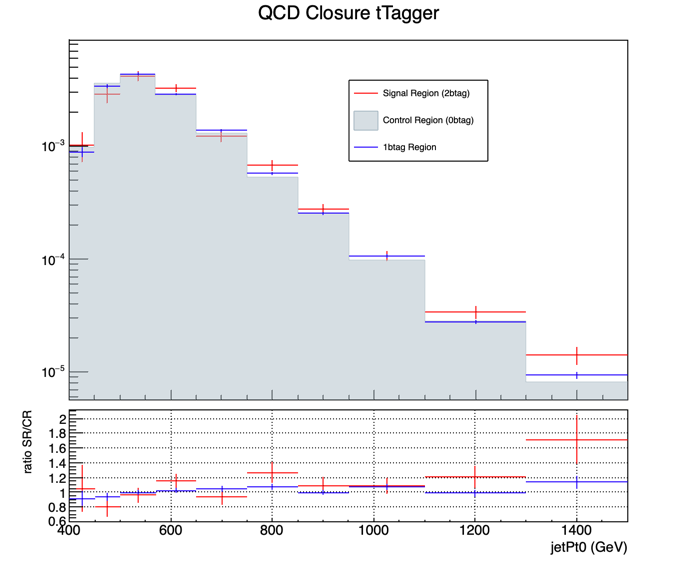 QCD Closure tTagger
Signal Region (2btag)
Control Region (0btag)
1btag Region
10−3
10−4
10−5
ratio SR/CR
2
1.8
1.6
1.4
1.2
1
0.8
0.6
400 600 800 1000 1200 1400
jetPt0 (GeV)